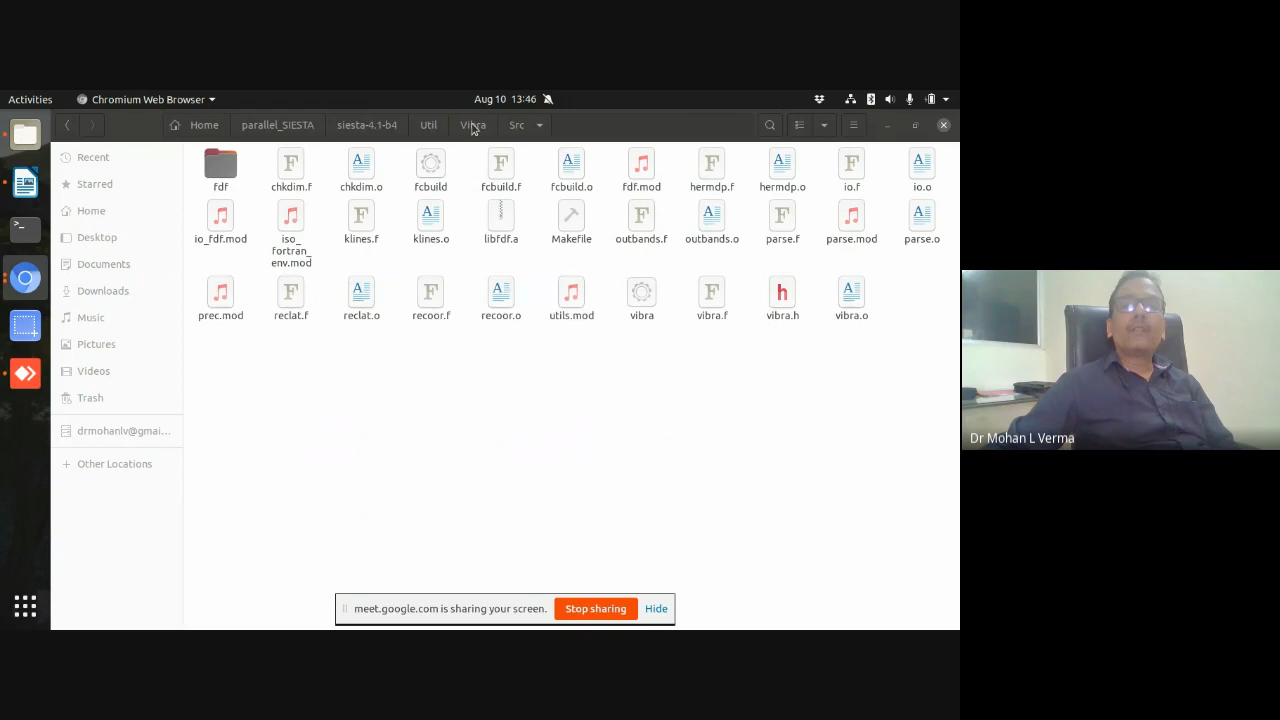 Activities
Chromium Web Browser
Aug 10 13:46
Home
parallel_SIESTA
siesta-4.1-b4
Util
Vibra
Src
Recent
Starred
Home
Desktop
Documents
Downloads
Music
Pictures
Videos
Trash
drmohanlv@gmai...
Other Locations
fdf
chkdim.f
chkdim.o
fcbuild
fcbuild.f
fcbuild.o
fdf.mod
hermdp.f
hermdp.o
io.f
io.o
io_fdf.mod
iso_
fortran_
env.mod
klines.f
klines.o
libfdf.a
Makefile
outbands.f
outbands.o
parse.f
parse.mod
parse.o
prec.mod
reclat.f
reclat.o
recoor.f
recoor.o
utils.mod
vibra
vibra.f
vibra.h
vibra.o
meet.google.com is sharing your screen.
Stop sharing
Hide
Dr Mohan L Verma